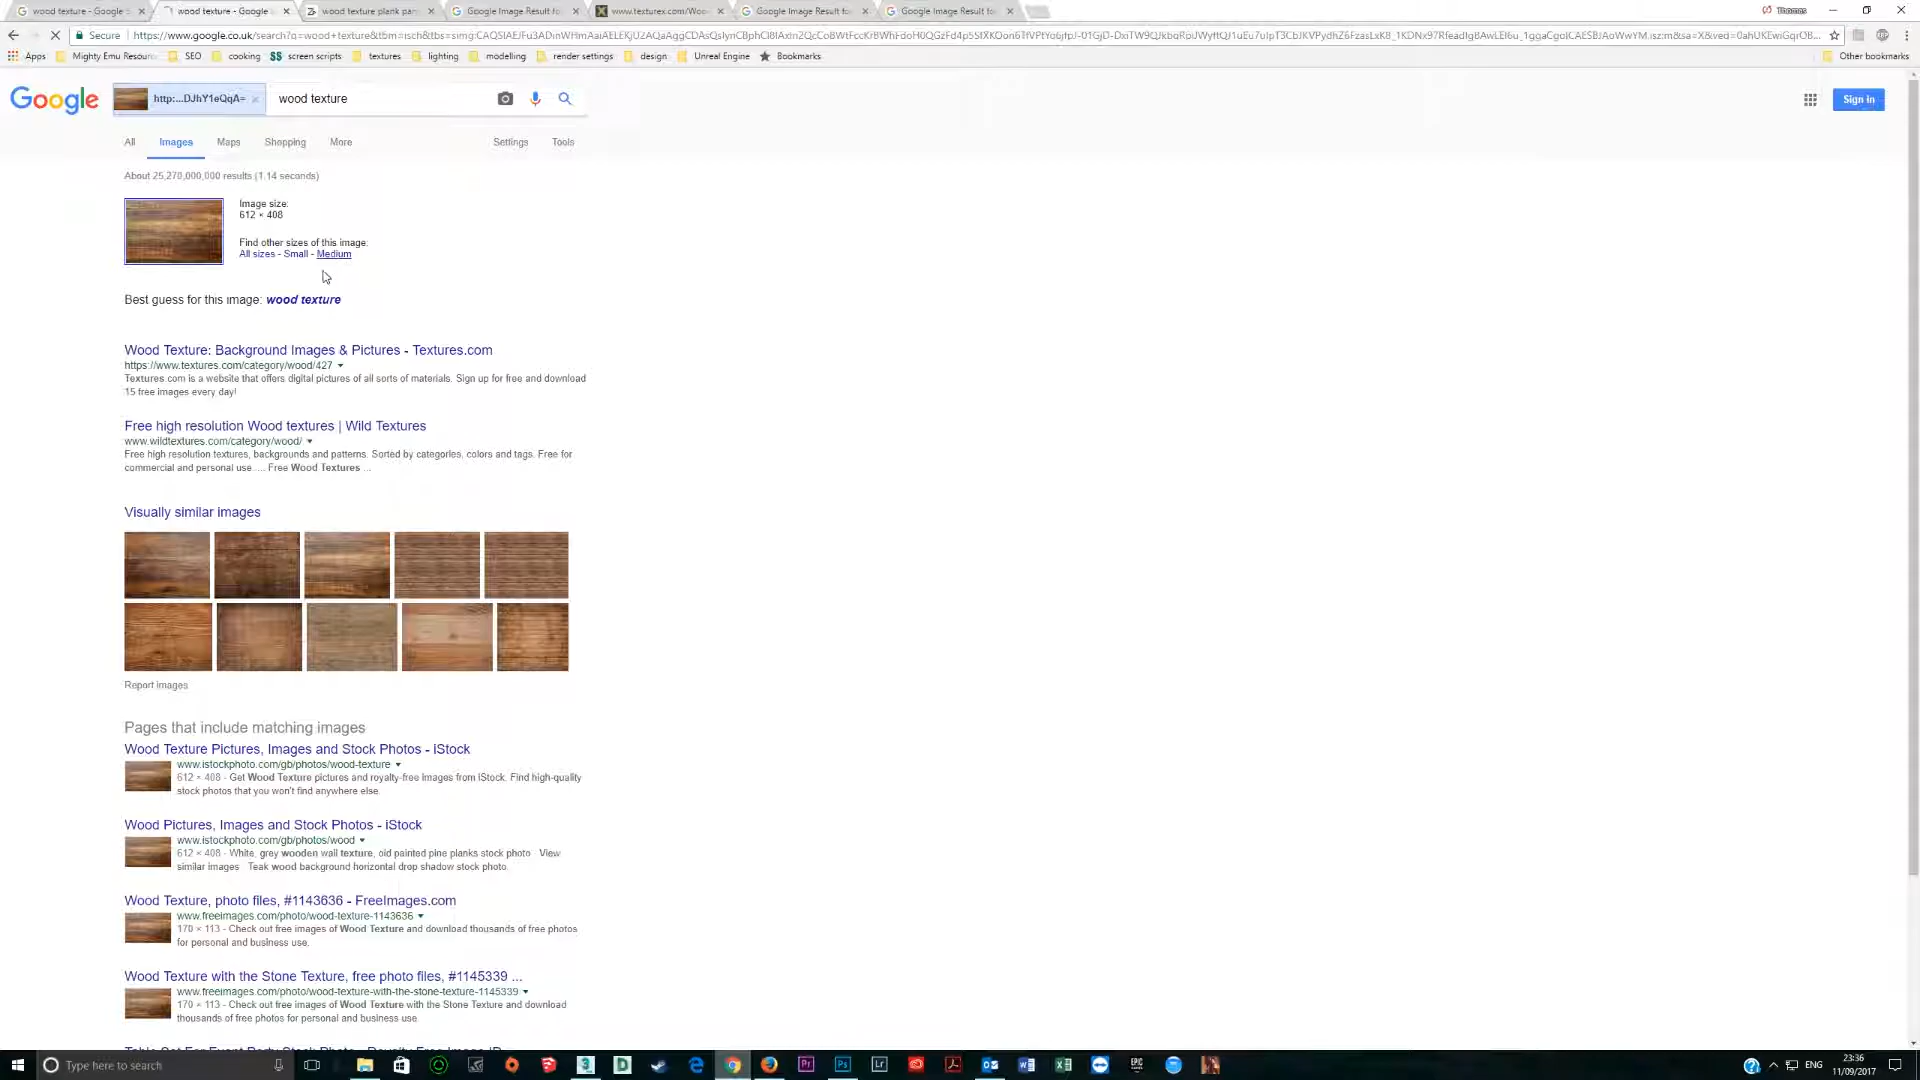 wood texture - Google S
wood texture - Google
wood texture plank pan
Google Image Result fo
www.texturex.com/Woo
Google Image Result fo
Google Image Result fo
Thomas
Secure
Apps
Mighty Emu Resour
SEO
cooking
screen scripts
textures
lighting
modelling
render settings
design
Unreal Engine
Bookmarks
Other bookmarks
Google
http:...DJhY1eQqA=
wood texture
Sign in
All
Images
Maps
Shopping
More
Settings
Tools
About 25,270,000,000 results (1.14 seconds)
Image size:
612 × 408
Find other sizes of this image:
All sizes - Small - Medium
Best guess for this image: wood texture
Wood Texture: Background Images & Pictures - Textures.com
https://www.textures.com/category/wood/427
Textures.com is a website that offers digital pictures of all sorts of materials. Sign up for free and download
15 free images every day!
Free high resolution Wood textures | Wild Textures
www.wildtextures.com/category/wood/
Free high resolution textures, backgrounds and patterns. Sorted by categories, colors and tags. Free for
commercial and personal use. ... Free Wood Textures ...
Visually similar images
Report images
Pages that include matching images
Wood Texture Pictures, Images and Stock Photos - iStock
www.istockphoto.com/gb/photos/wood-texture
612 × 408 - Get Wood Texture pictures and royalty-free images from iStock. Find high-quality
stock photos that you won't find anywhere else.
Wood Pictures, Images and Stock Photos - iStock
www.istockphoto.com/gb/photos/wood
612 × 408 - White, grey wooden wall texture, old painted pine planks stock photo · View
similar images · Teak wood background horizontal drop shadow stock photo.
Wood Texture, photo files, #1143636 - FreeImages.com
www.freeimages.com/photo/wood-texture-1143636
170 × 113 - Check out free images of Wood Texture and download thousands of free photos
for personal and business use.
Wood Texture with the Stone Texture, free photo files, #1145339 ...
www.freeimages.com/photo/wood-texture-with-the-stone-texture-1145339
170 × 113 - Check out free images of Wood Texture with the Stone Texture and download
thousands of free photos for personal and business use.
Type here to search
ENG
23:36
11/09/2017